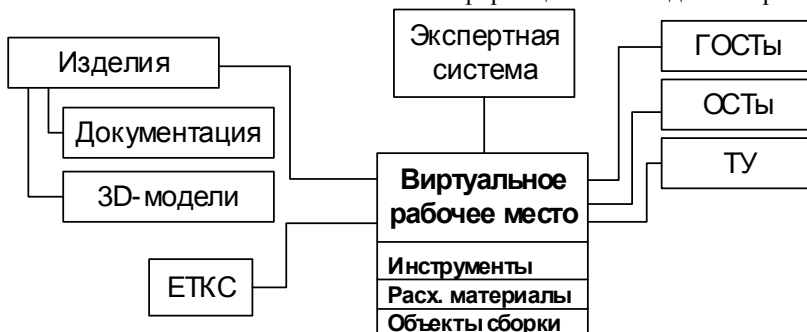 Экспертная
система
Изделия
Документация
3D-модели
ЕТКС
Виртуальное
рабочее место
Инструменты
Расх. материалы
Объекты сборки
ГОСТы
ОСТы
ТУ